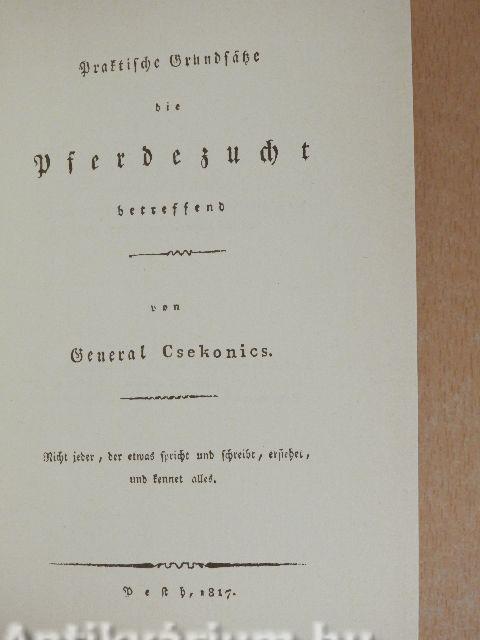 Praktische Grundsätze
die
Pferdezucht
betreffend
von
General Csekonics.
Nicht jeder, der etwas spricht und schreibt, ersiehet,
und kennet alles.
Pesth, 1817.
Antikvárium.hu